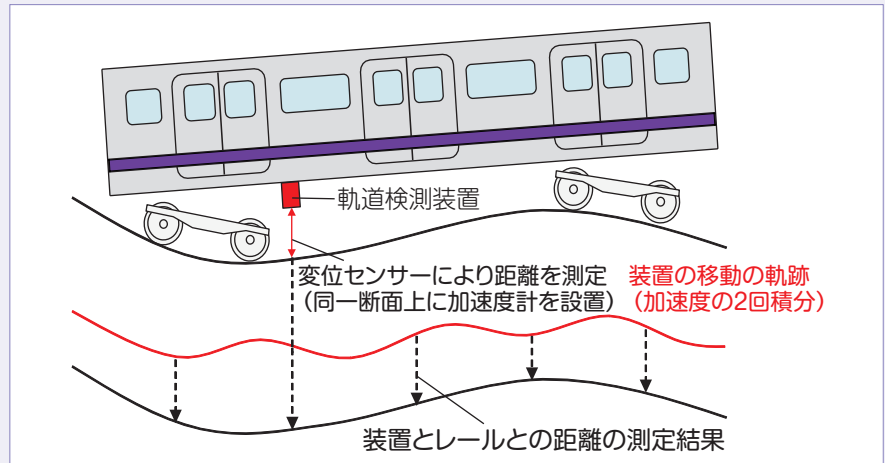 軌道検測装置
変位センサーにより距離を測定
(同一断面上に加速度計を設置)
装置の移動の軌跡
(加速度の2回積分)
装置とレールとの距離の測定結果